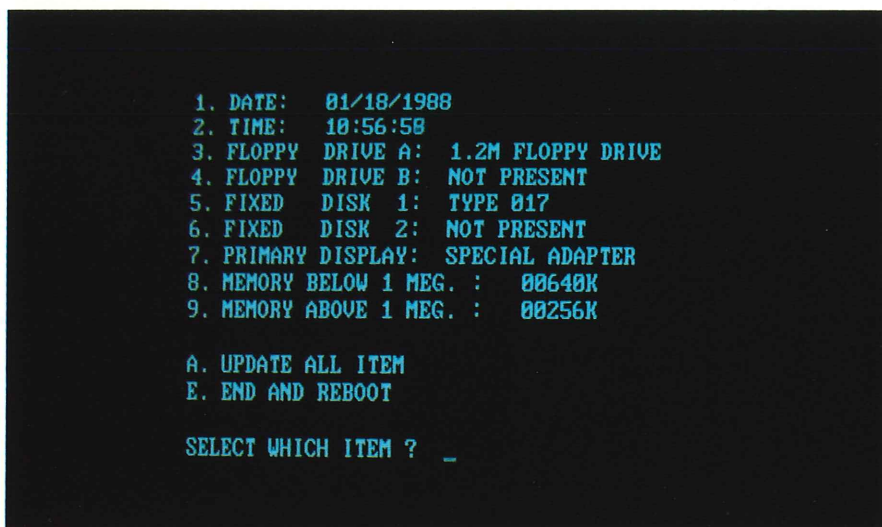 1. DATE: 01/18/1988
2. TIME: 10:56:58
3. FLOPPY DRIVE A: 1.2M FLOPPY DRIVE
4. FLOPPY DRIVE B: NOT PRESENT
5. FIXED DISK 1: TYPE 017
6. FIXED DISK 2: NOT PRESENT
7. PRIMARY DISPLAY: SPECIAL ADAPTER
8. MEMORY BELOW 1 MEG. : 00640K
9. MEMORY ABOVE 1 MEG. : 00256K
A. UPDATE ALL ITEM
E. END AND REBOOT
SELECT WHICH ITEM ? _